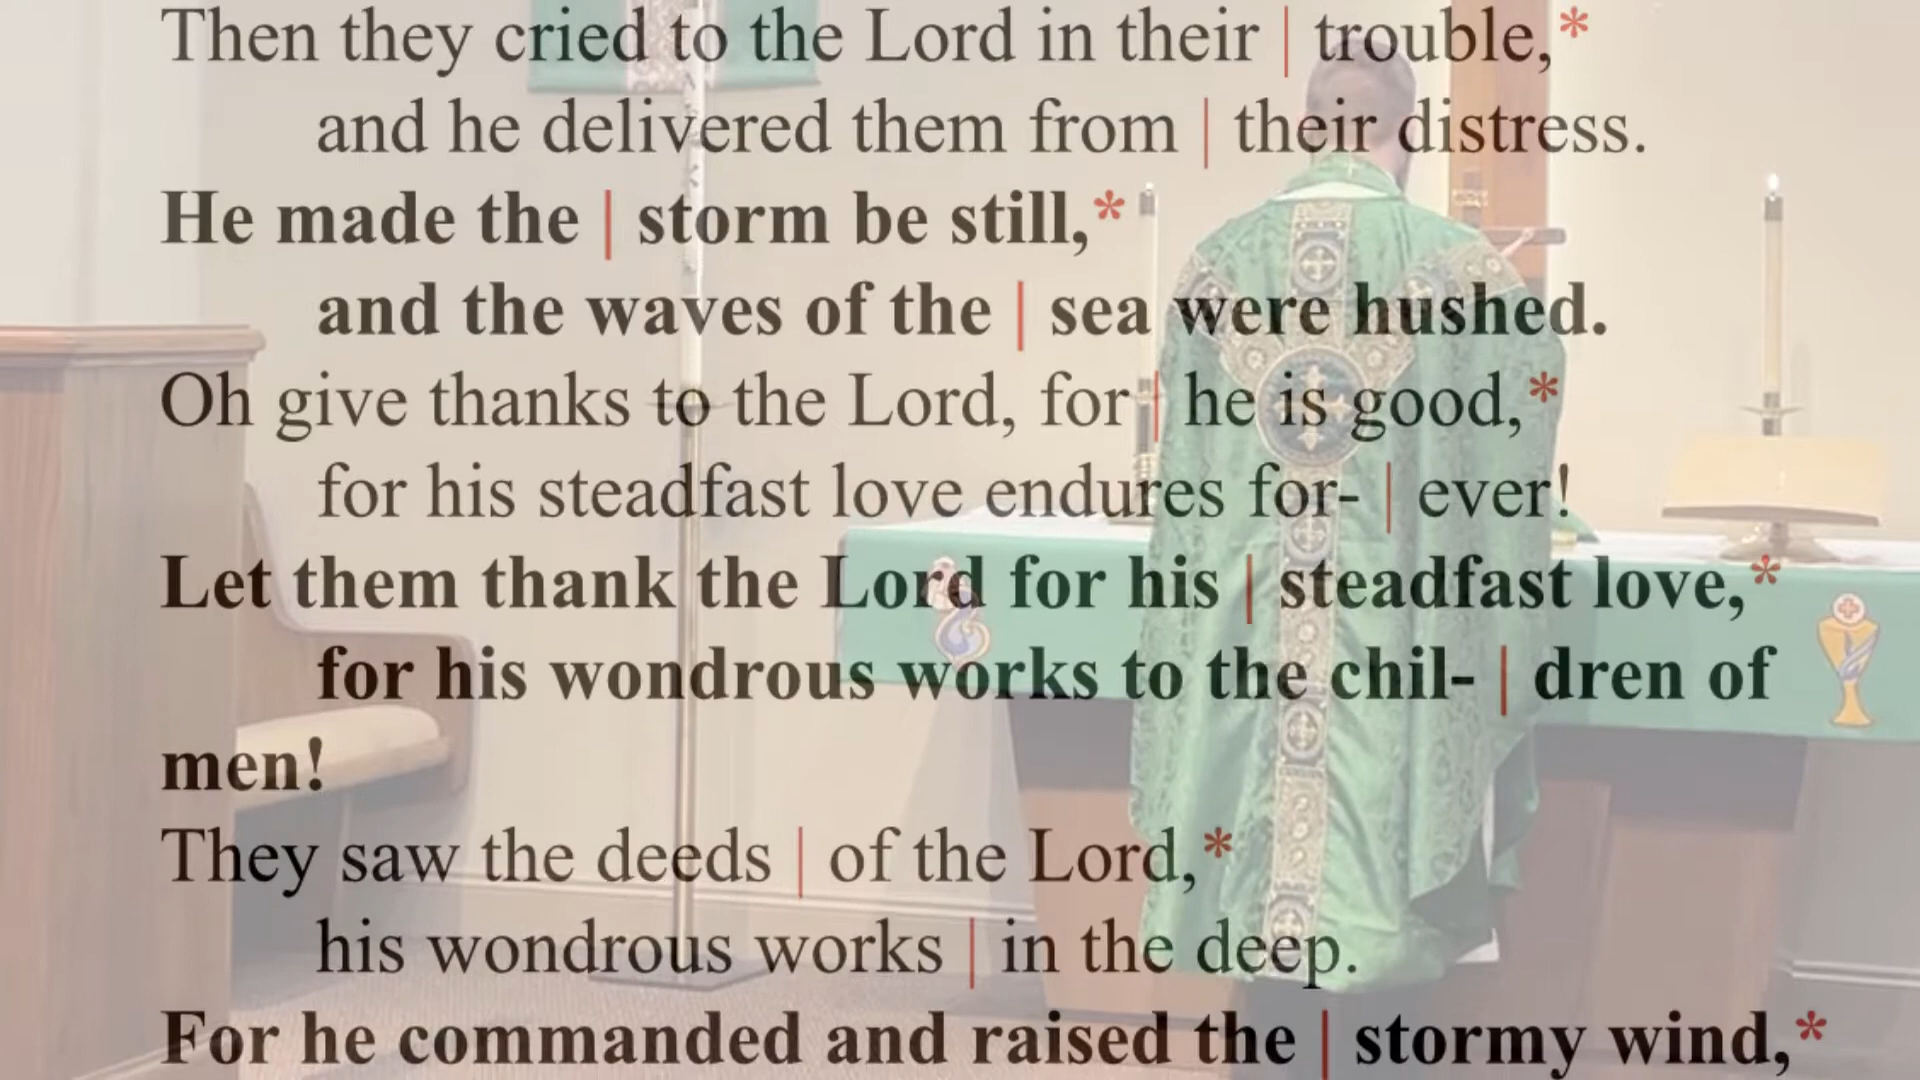 Then they cried to the Lord in their | trouble,*
and he delivered them from | their distress.
He made the | storm be still,*
and the waves of the | sea were hushed.
Oh give thanks to the Lord, for | he is good,*
for his steadfast love endures for- | ever!
Let them thank the Lord for his | steadfast love,*
for his wondrous works to the chil- | dren of
men!
They saw the deeds | of the Lord,*
his wondrous works | in the deep.
For he commanded and raised the | stormy wind,*